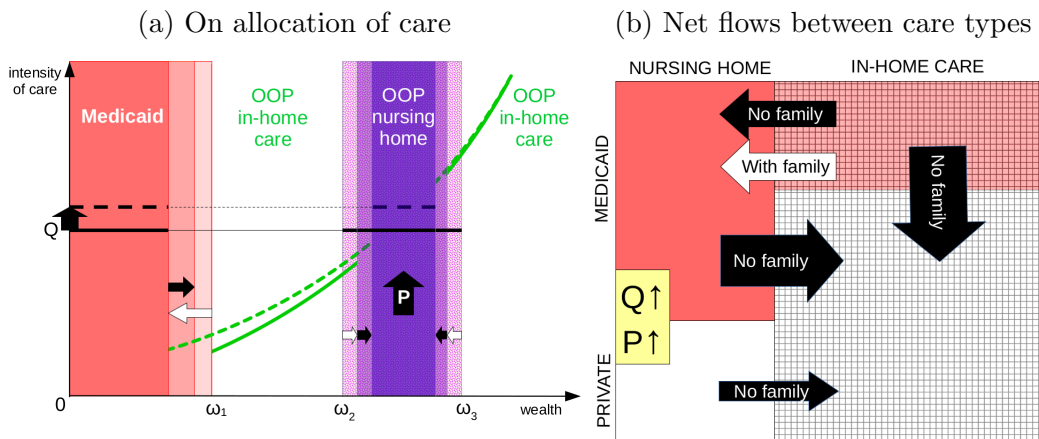 (a) On allocation of care
intensity
of care
Medicaid
OOP
in-home
care
OOP
nursing
home
OOP
in-home
care
Q
P
0
ω1
ω2
ω3
wealth
(b) Net flows between care types
NURSING HOME
IN-HOME CARE
MEDICAID
PRIVATE
No family
With family
No family
No family
Q↑
P↑
No family